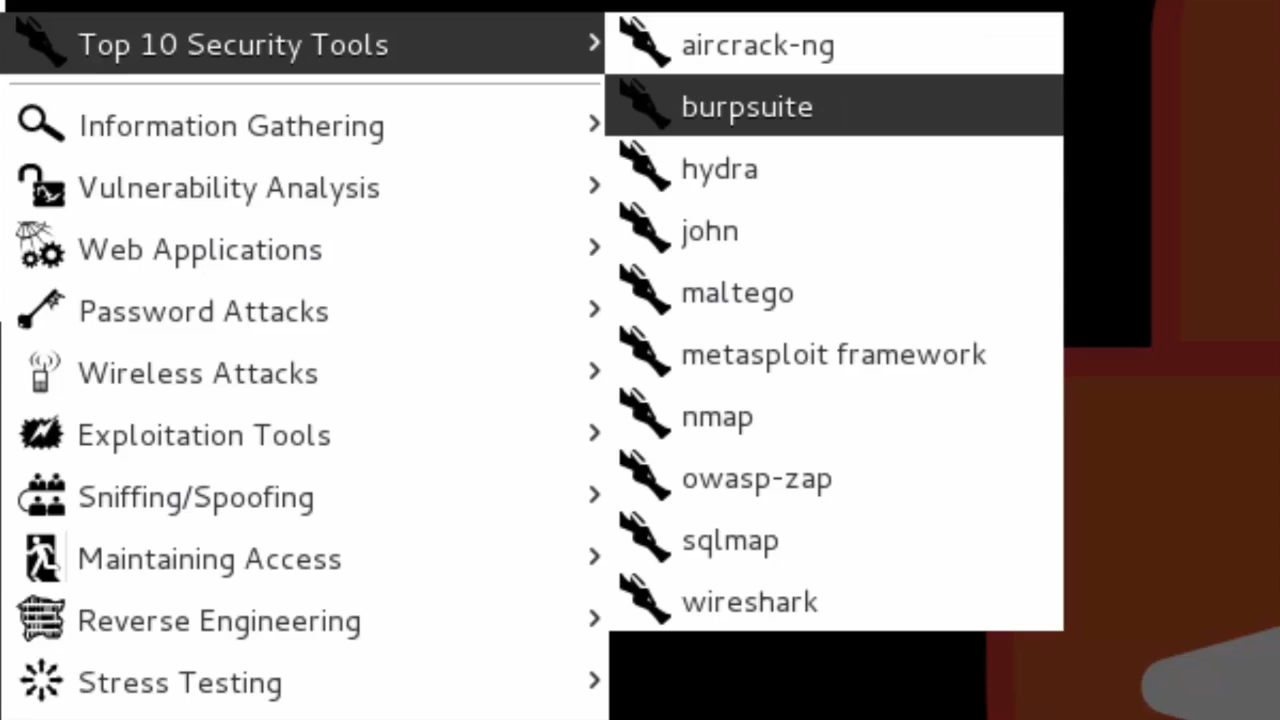 Top 10 Security Tools
Information Gathering
Vulnerability Analysis
Web Applications
Password Attacks
Wireless Attacks
Exploitation Tools
Sniffing/Spoofing
Maintaining Access
Reverse Engineering
Stress Testing
aircrack-ng
burpsuite
hydra
john
maltego
metasploit framework
nmap
owasp-zap
sqlmap
wireshark